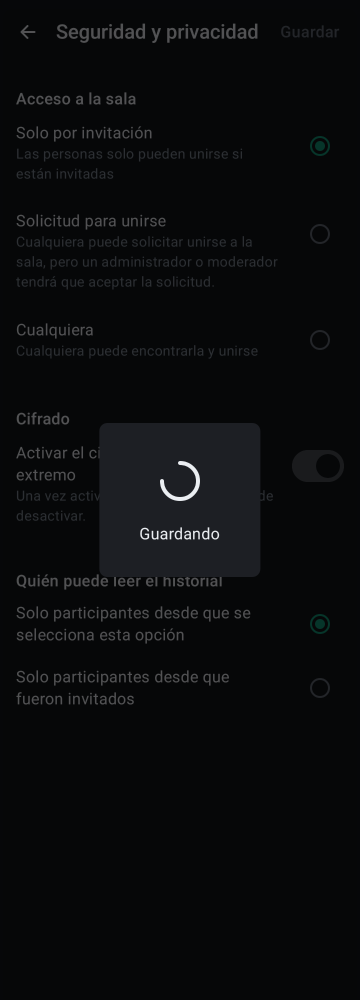 Seguridad y privacidad
Guardar
Acceso a la sala
Solo por invitación
Las personas solo pueden unirse si
están invitadas
Solicitud para unirse
Cualquiera puede solicitar unirse a la
sala, pero un administrador o moderador
tendrá que aceptar la solicitud.
Cualquiera
Cualquiera puede encontrarla y unirse
Cifrado
Activar el ci
extremo
Una vez activ
de
desactivar.
Guardando
Quién puede leer el historial
Solo participantes desde que se
selecciona esta opción
Solo participantes desde que
fueron invitados